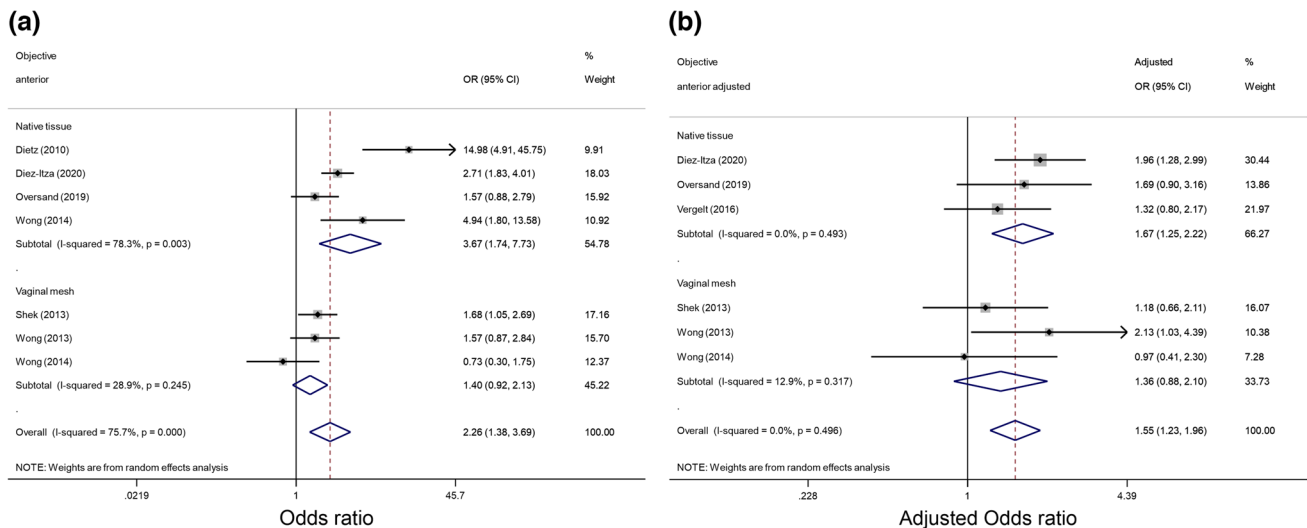 (a)
Objective %
anterior OR (95% CI) Weight
Native tissue
Dietz (2010) 14.98 (4.91, 45.75) 9.91
Diez-Itza (2020) 2.71 (1.83, 4.01) 18.03
Oversand (2019) 1.57 (0.88, 2.79) 15.92
Wong (2014) 4.94 (1.80, 13.58) 10.92
Subtotal (I-squared = 78.3%, p = 0.003) 3.67 (1.74, 7.73) 54.78
.
Vaginal mesh
Shek (2013) 1.68 (1.05, 2.69) 17.16
Wong (2013) 1.57 (0.87, 2.84) 15.70
Wong (2014) 0.73 (0.30, 1.75) 12.37
Subtotal (I-squared = 28.9%, p = 0.245) 1.40 (0.92, 2.13) 45.22
.
Overall (I-squared = 75.7%, p = 0.000) 2.26 (1.38, 3.69) 100.00
NOTE: Weights are from random effects analysis
.0219 1 45.7
Odds ratio
(b)
Objective Adjusted %
anterior adjusted OR (95% CI) Weight
Native tissue
Diez-Itza (2020) 1.96 (1.28, 2.99) 30.44
Oversand (2019) 1.69 (0.90, 3.16) 13.86
Vergelt (2016) 1.32 (0.80, 2.17) 21.97
Subtotal (I-squared = 0.0%, p = 0.493) 1.67 (1.25, 2.22) 66.27
.
Vaginal mesh
Shek (2013) 1.18 (0.66, 2.11) 16.07
Wong (2013) 2.13 (1.03, 4.39) 10.38
Wong (2014) 0.97 (0.41, 2.30) 7.28
Subtotal (I-squared = 12.9%, p = 0.317) 1.36 (0.88, 2.10) 33.73
.
Overall (I-squared = 0.0%, p = 0.496) 1.55 (1.23, 1.96) 100.00
NOTE: Weights are from random effects analysis
.228 1 4.39
Adjusted Odds ratio